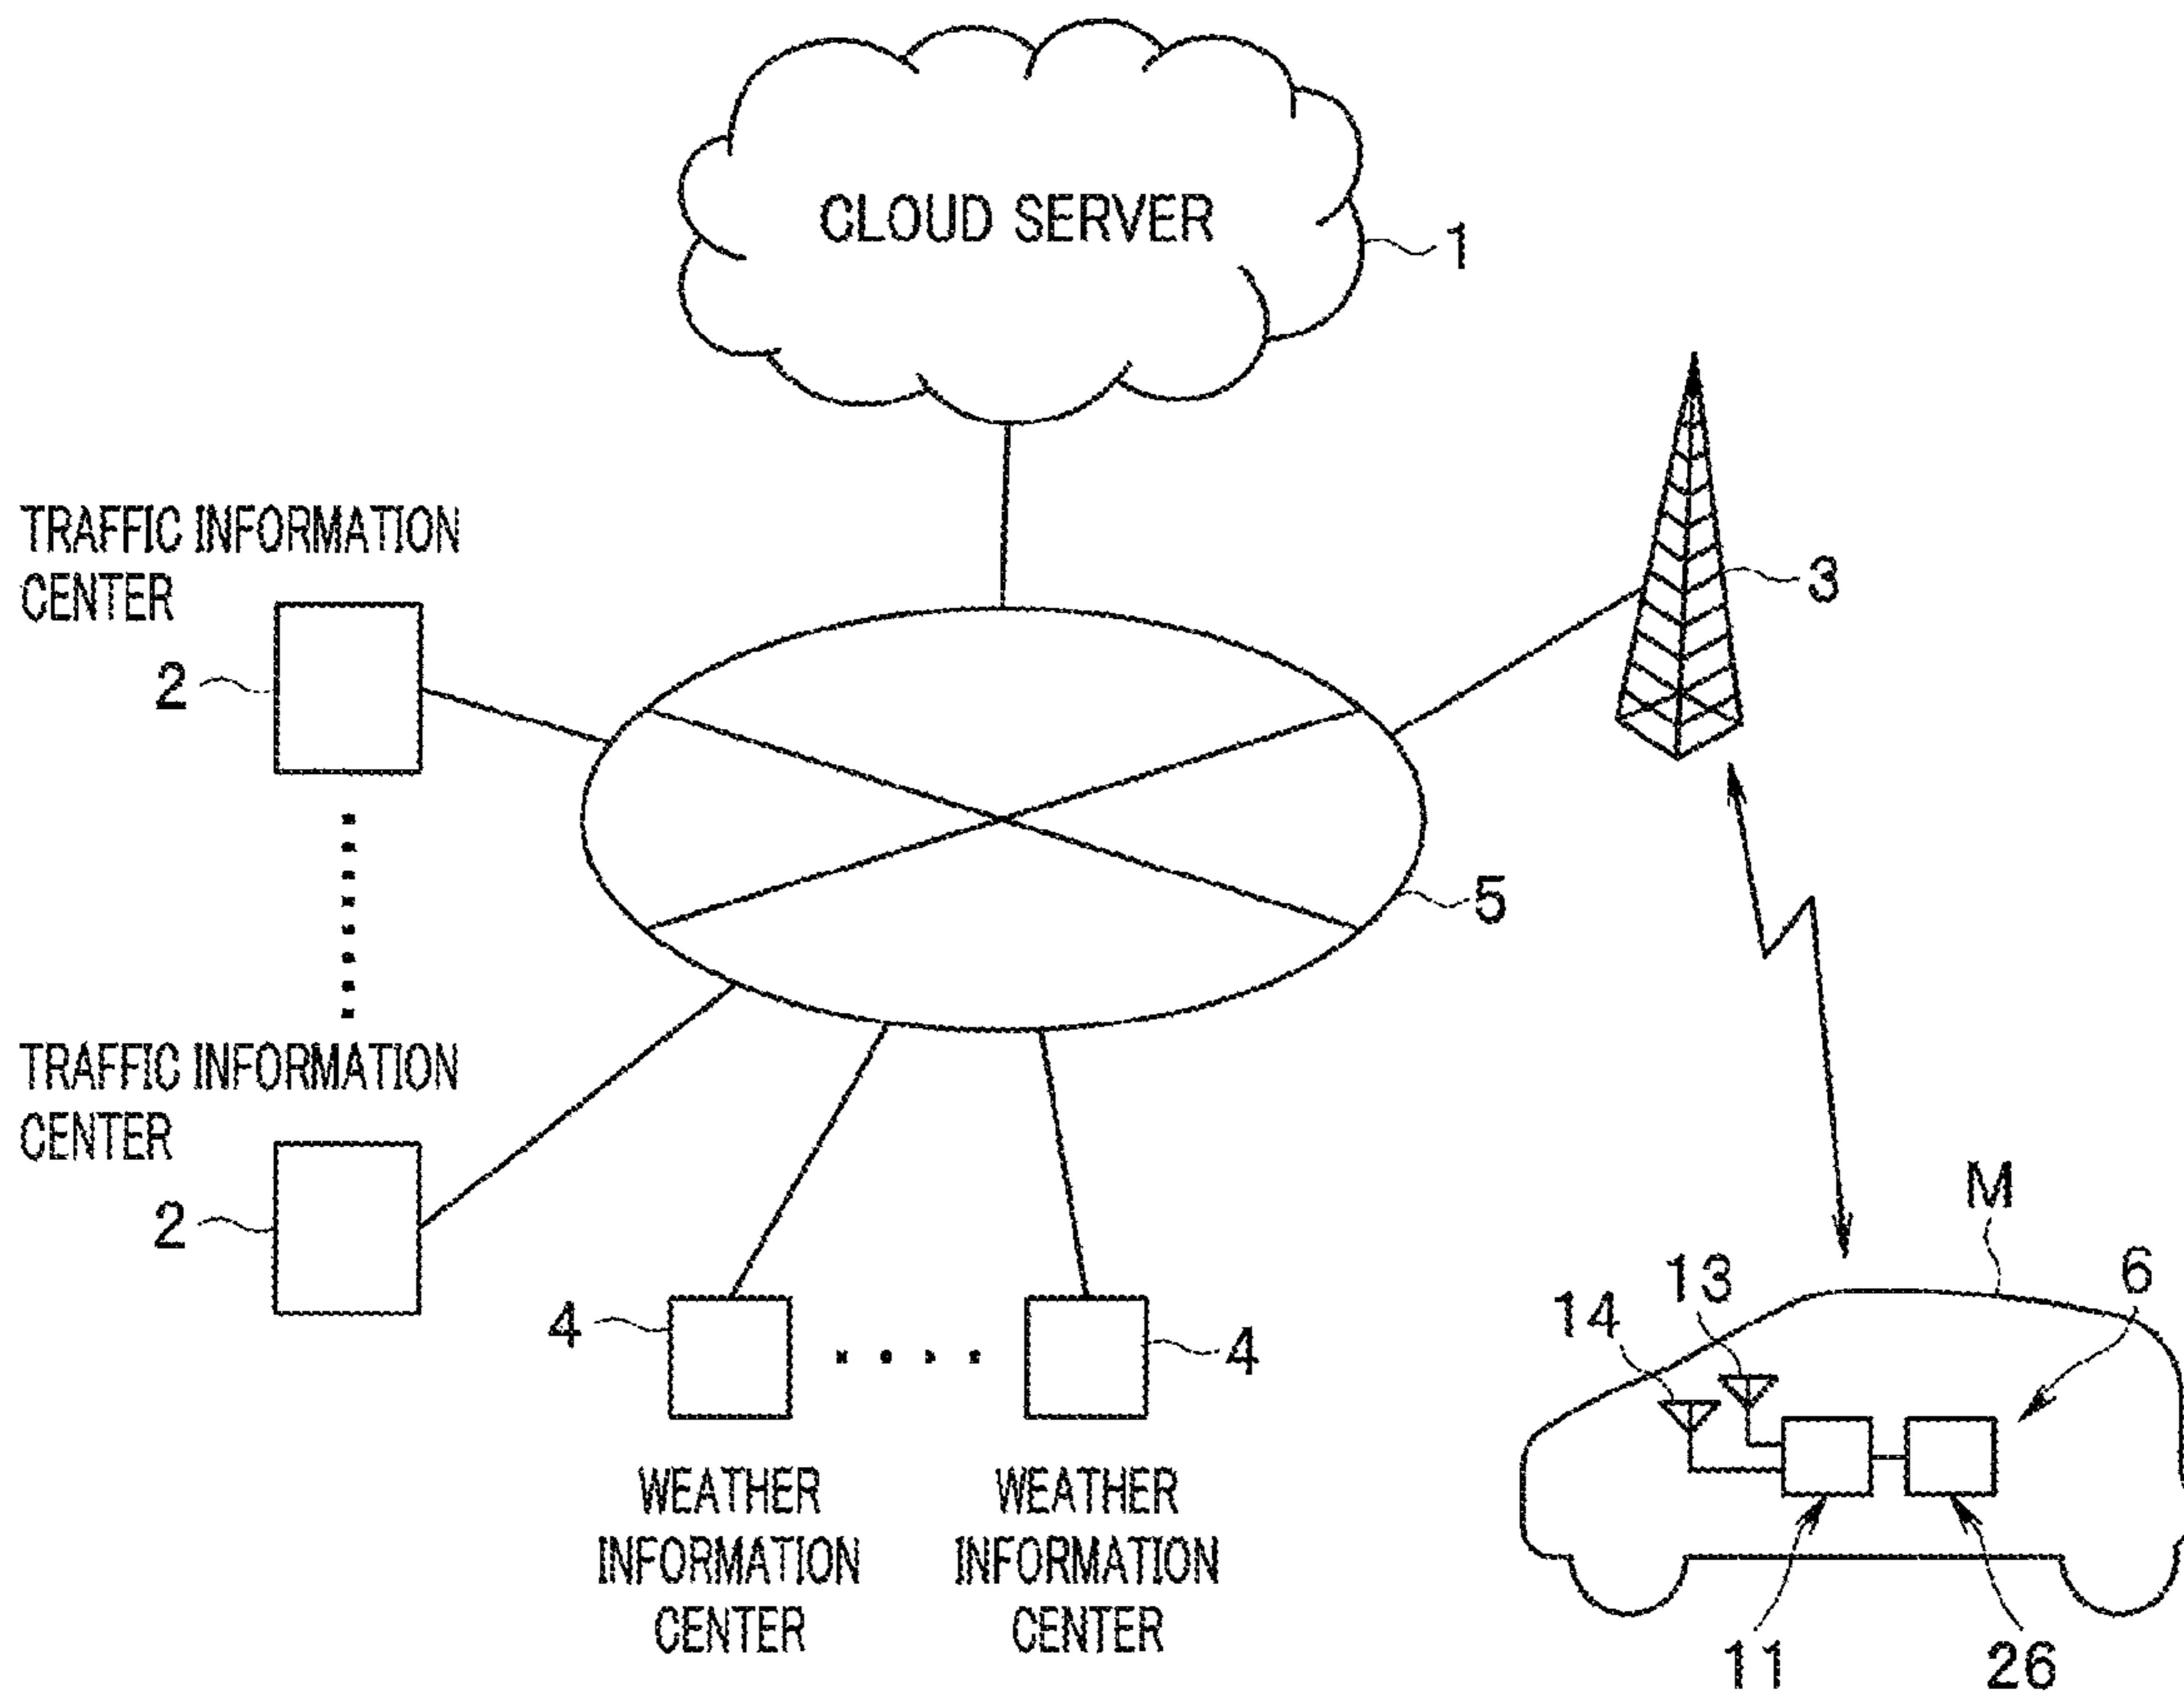 CLOUD SERVER
1
TRAFFIC INFORMATION
CENTER
3
2
5
TRAFFIC INFORMATION
CENTER
2
M
6
13
14
4
4
WEATHER
INFORMATION
CENTER
WEATHER
INFORMATION
CENTER
11
26